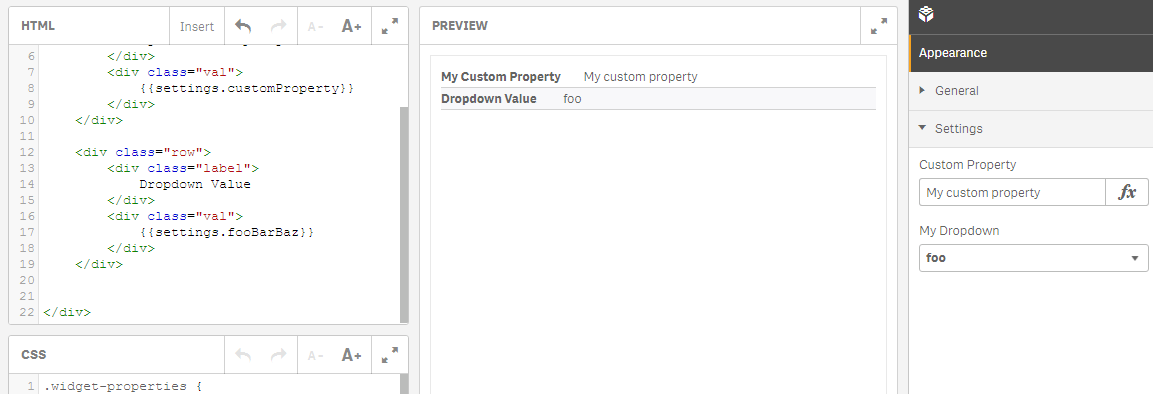 HTML
Insert
A-
A+
6 </div>
7 <div class="val">
8 {{settings.customProperty}}
9 </div>
10 </div>
11
12 <div class="row">
13 <div class="label">
14 Dropdown Value
15 </div>
16 <div class="val">
17 {{settings.fooBarBaz}}
18 </div>
19 </div>
20
21
22 </div>
CSS
A-
A+
1 .widget-properties {
PREVIEW
My Custom Property My custom property
Dropdown Value foo
Appearance
General
Settings
Custom Property
My custom property
fx
My Dropdown
foo